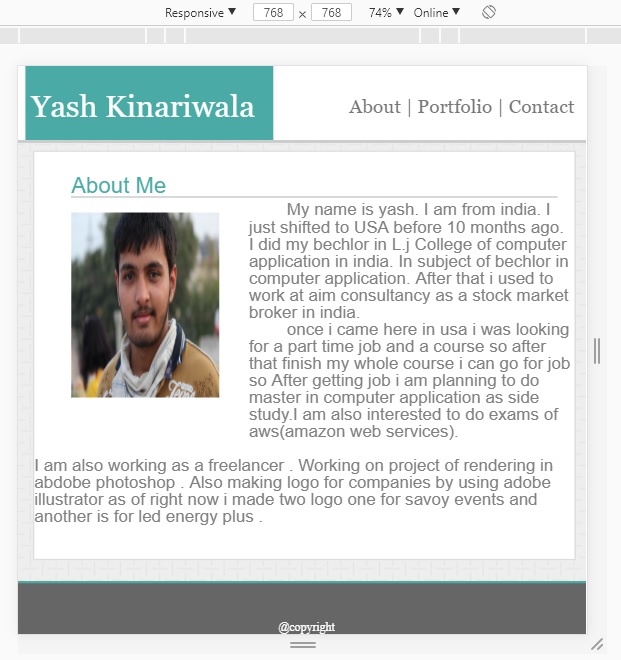 Responsive ▼ 768 x 768 74% ▼ Online ▼
Yash Kinariwala
About | Portfolio | Contact
About Me
My name is yash. I am from india. I
just shifted to USA before 10 months ago.
I did my bechlor in L.j College of computer
application in india. In subject of bechlor in
computer application. After that i used to
work at aim consultancy as a stock market
broker in india.
once i came here in usa i was looking
for a part time job and a course so after
that finish my whole course i can go for job
so After getting job i am planning to do
master in computer application as side
study.I am also interested to do exams of
aws(amazon web services).
I am also working as a freelancer . Working on project of rendering in
abdobe photoshop . Also making logo for companies by using adobe
illustrator as of right now i made two logo one for savoy events and
another is for led energy plus .
@copyright